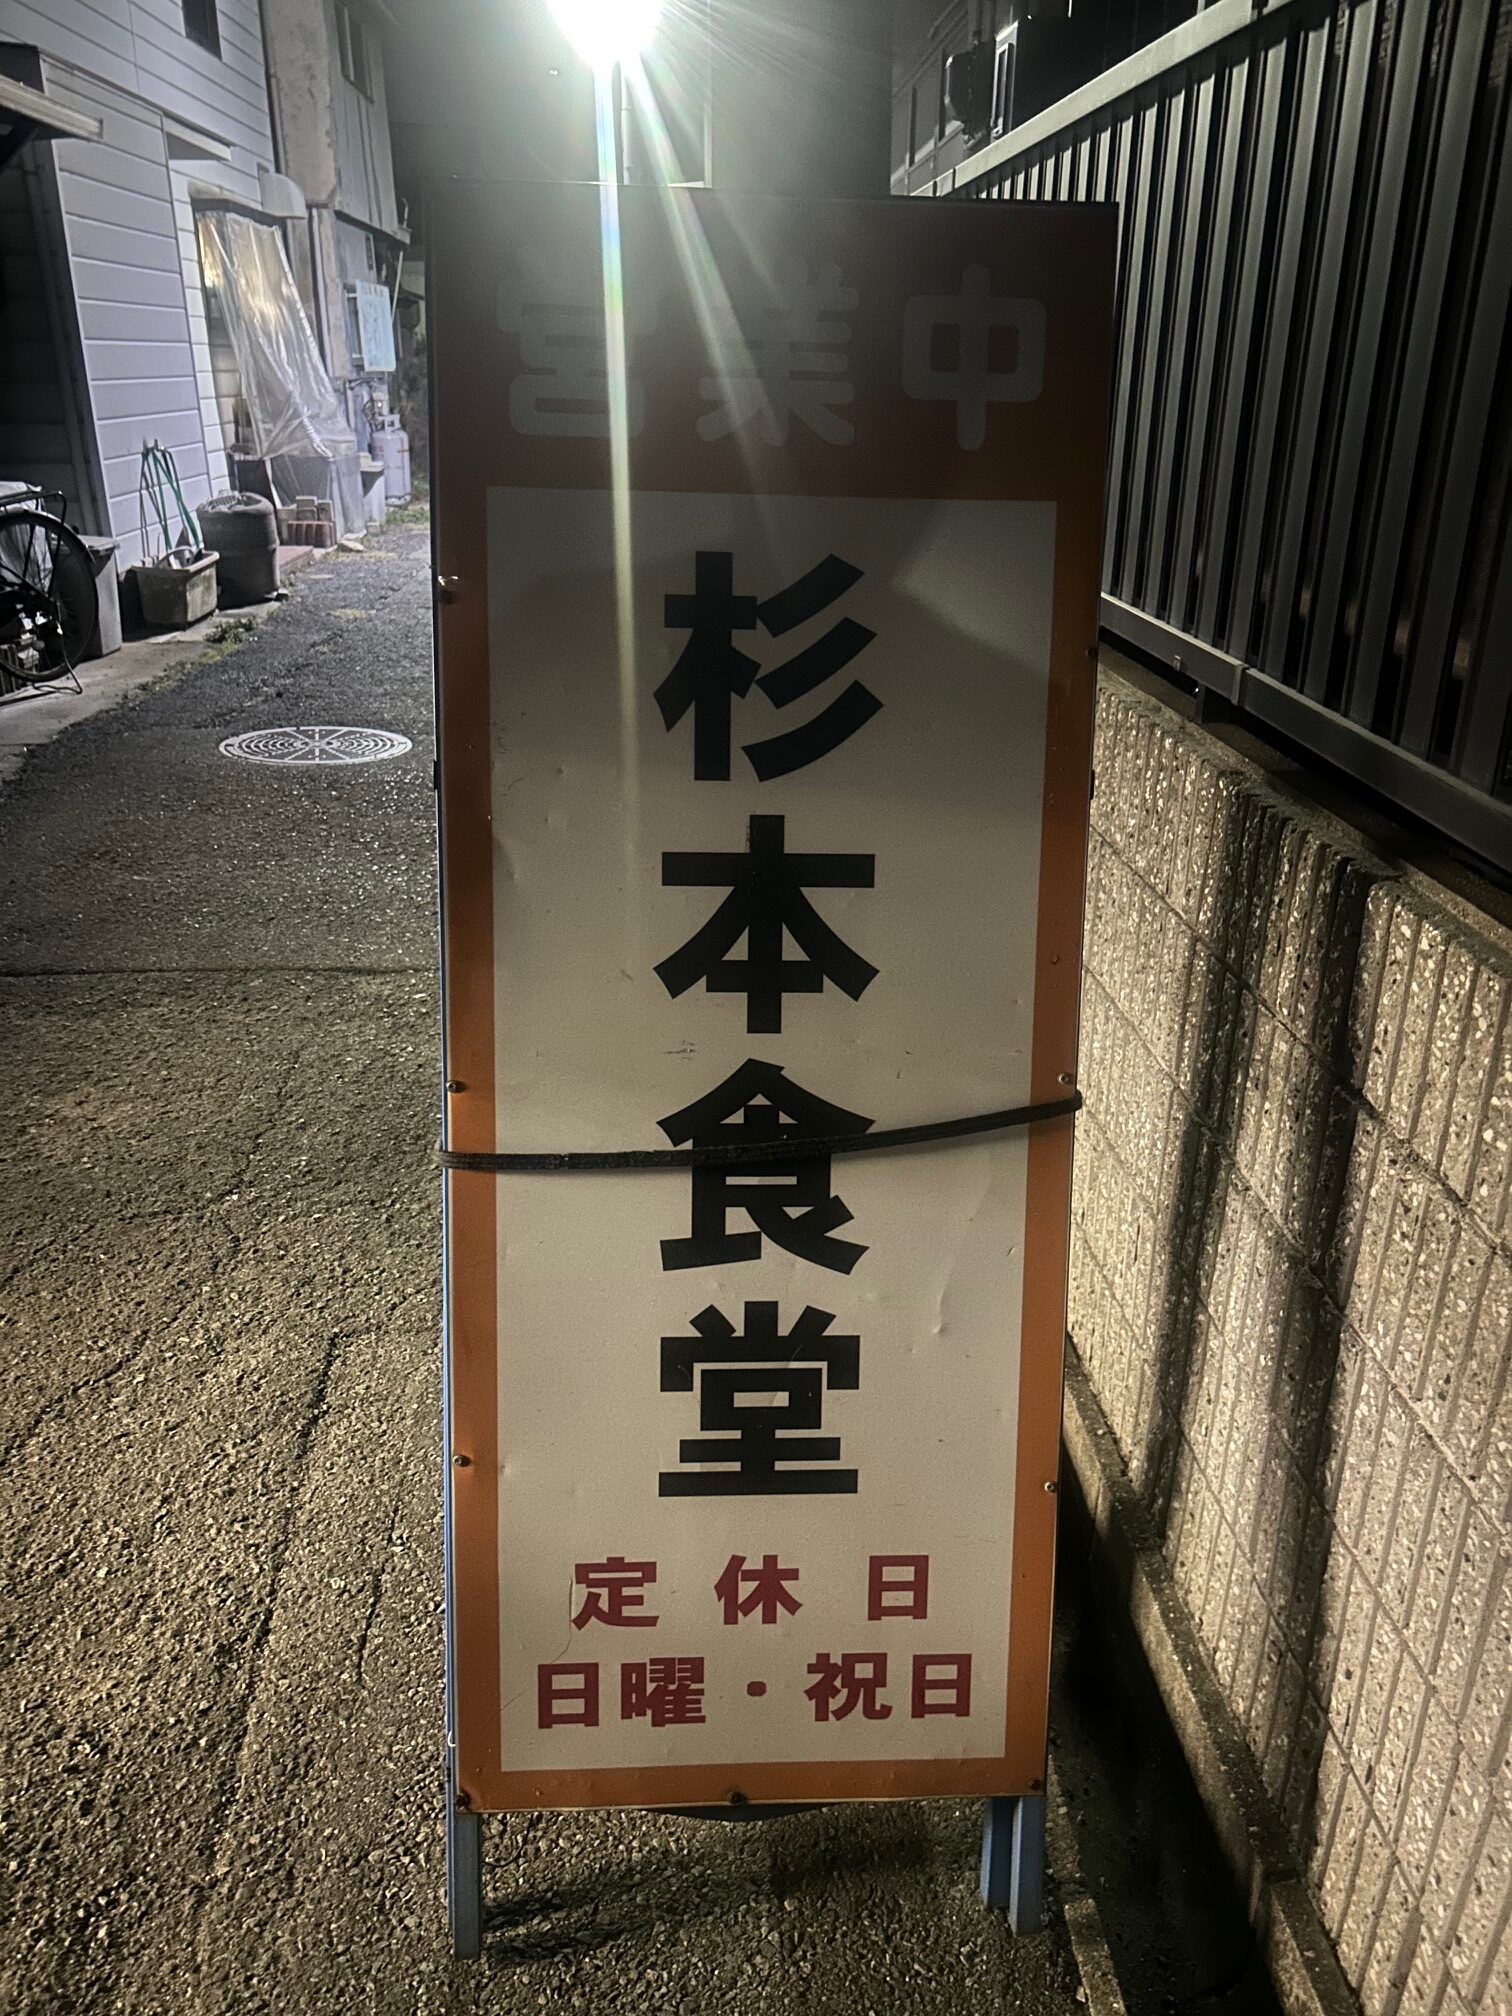 営業中
杉本食堂
定休日
日曜・祝日